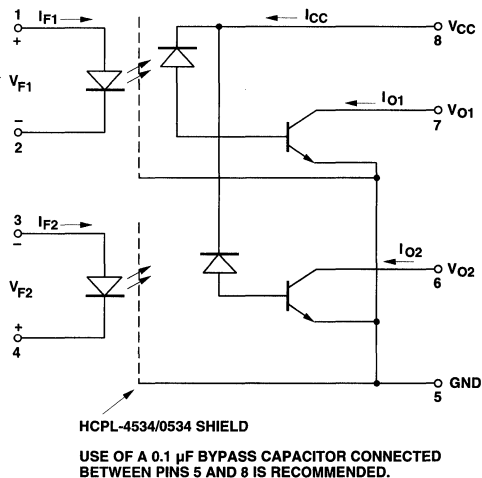 1 IF1 ICC VCC
+ 8
VF1 IO1 VO1
– 7
2
3 IF2
– IO2 VO2
VF2 6
+
4 GND
5
HCPL-4534/0534 SHIELD
USE OF A 0.1 µF BYPASS CAPACITOR CONNECTED
BETWEEN PINS 5 AND 8 IS RECOMMENDED.